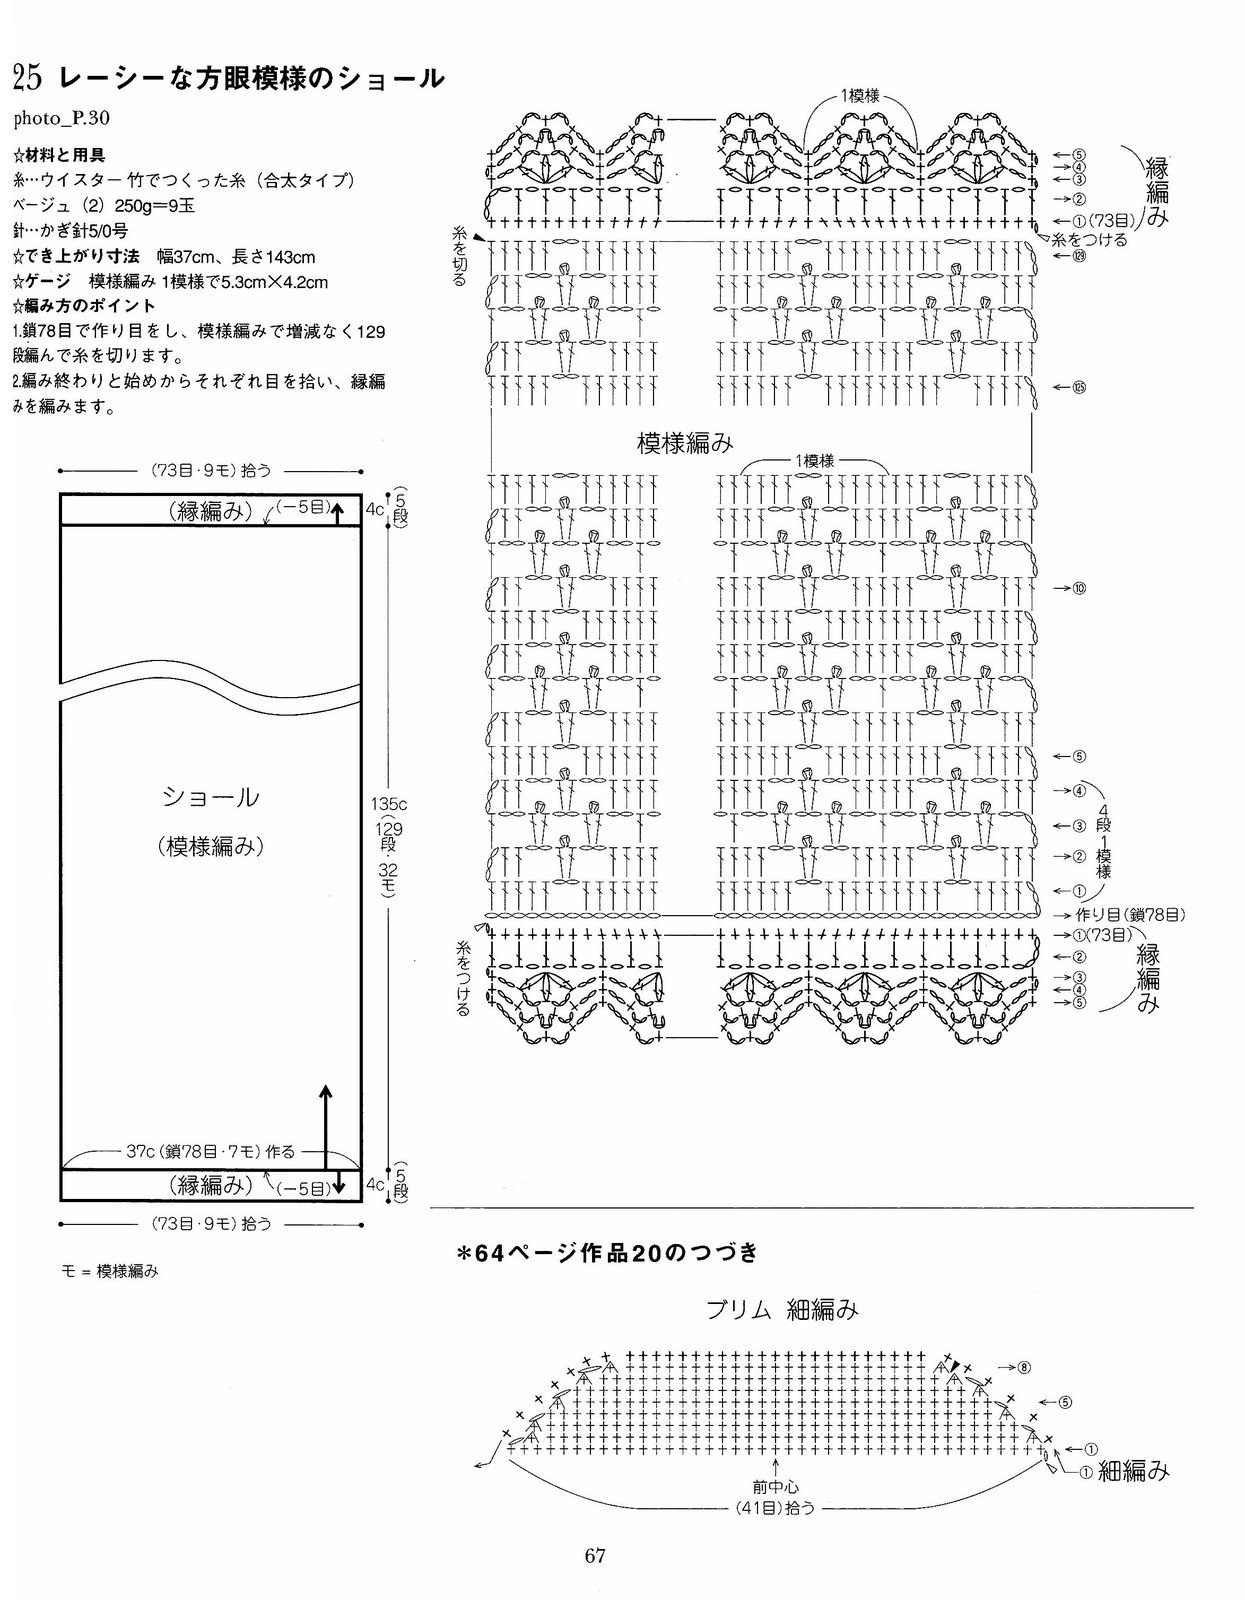 25 レーシーな方眼模様のショール
photo_P.30
☆材料と用具
糸…ウイスター 竹でつくった糸（合太タイプ）
ベージュ（2）250g＝9玉
針…かぎ針5/0号
☆でき上がり寸法　幅37cm、長さ143cm
☆ゲージ　模様編み 1模様で5.3cm×4.2cm
☆編み方のポイント
1.鎖78目で作り目をし、模様編みで増減なく129
段編んで糸を切ります。
2.編み終わりと始めからそれぞれ目を拾い、縁編
みを編みます。
(73目·9モ)拾う
(縁編み)
(−5目)
4c
(5段)
ショール
(模様編み)
135c
(129段·32モ)
37c(鎖78目·7モ)作る
(縁編み)
(−5目)
4c
(5段)
(73目·9モ)拾う
モ = 模様編み
1模様
←⑤
→④
←③
→②
←①(73目)
縁編み
糸をつける
糸を切る
←129
←125
模様編み
1模様
→⑩
←⑤
→④
←③
→②
←①
4段1模様
→作り目(鎖78目)
→①(73目)
←②
→③
←④
→⑤
縁編み
糸をつける
＊64ページ作品20のつづき
ブリム 細編み
→⑧
←⑤
←①
①細編み
前中心
(41目)拾う
67